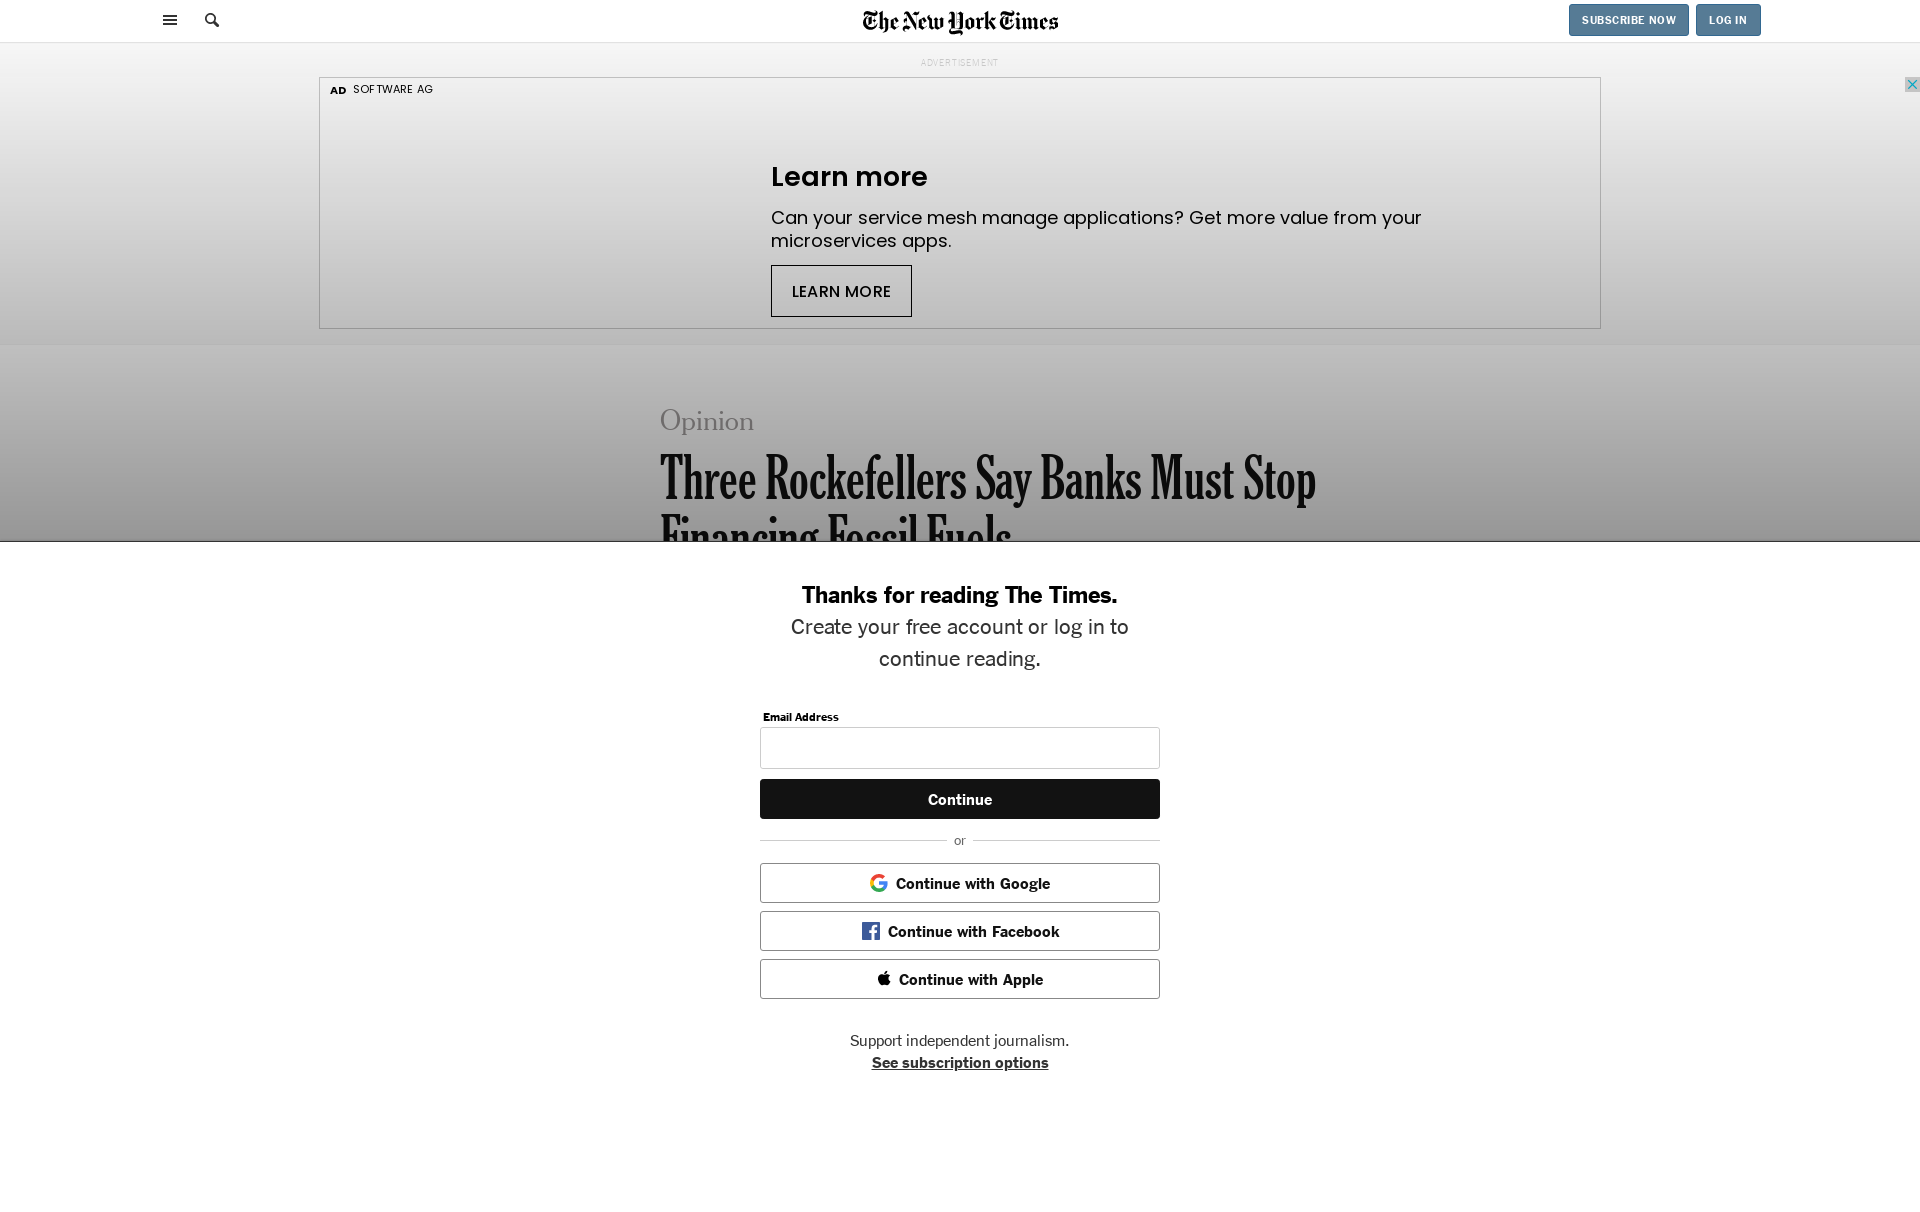 The New York Times
SUBSCRIBE NOW
LOG IN
ADVERTISEMENT
AD SOFTWARE AG
Learn more
Can your service mesh manage applications? Get more value from your
microservices apps.
LEARN MORE
Opinion
Three Rockefellers Say Banks Must Stop
Financing Fossil Fuels
Thanks for reading The Times.
Create your free account or log in to
continue reading.
Email Address
Continue
or
Continue with Google
Continue with Facebook
Continue with Apple
Support independent journalism.
See subscription options